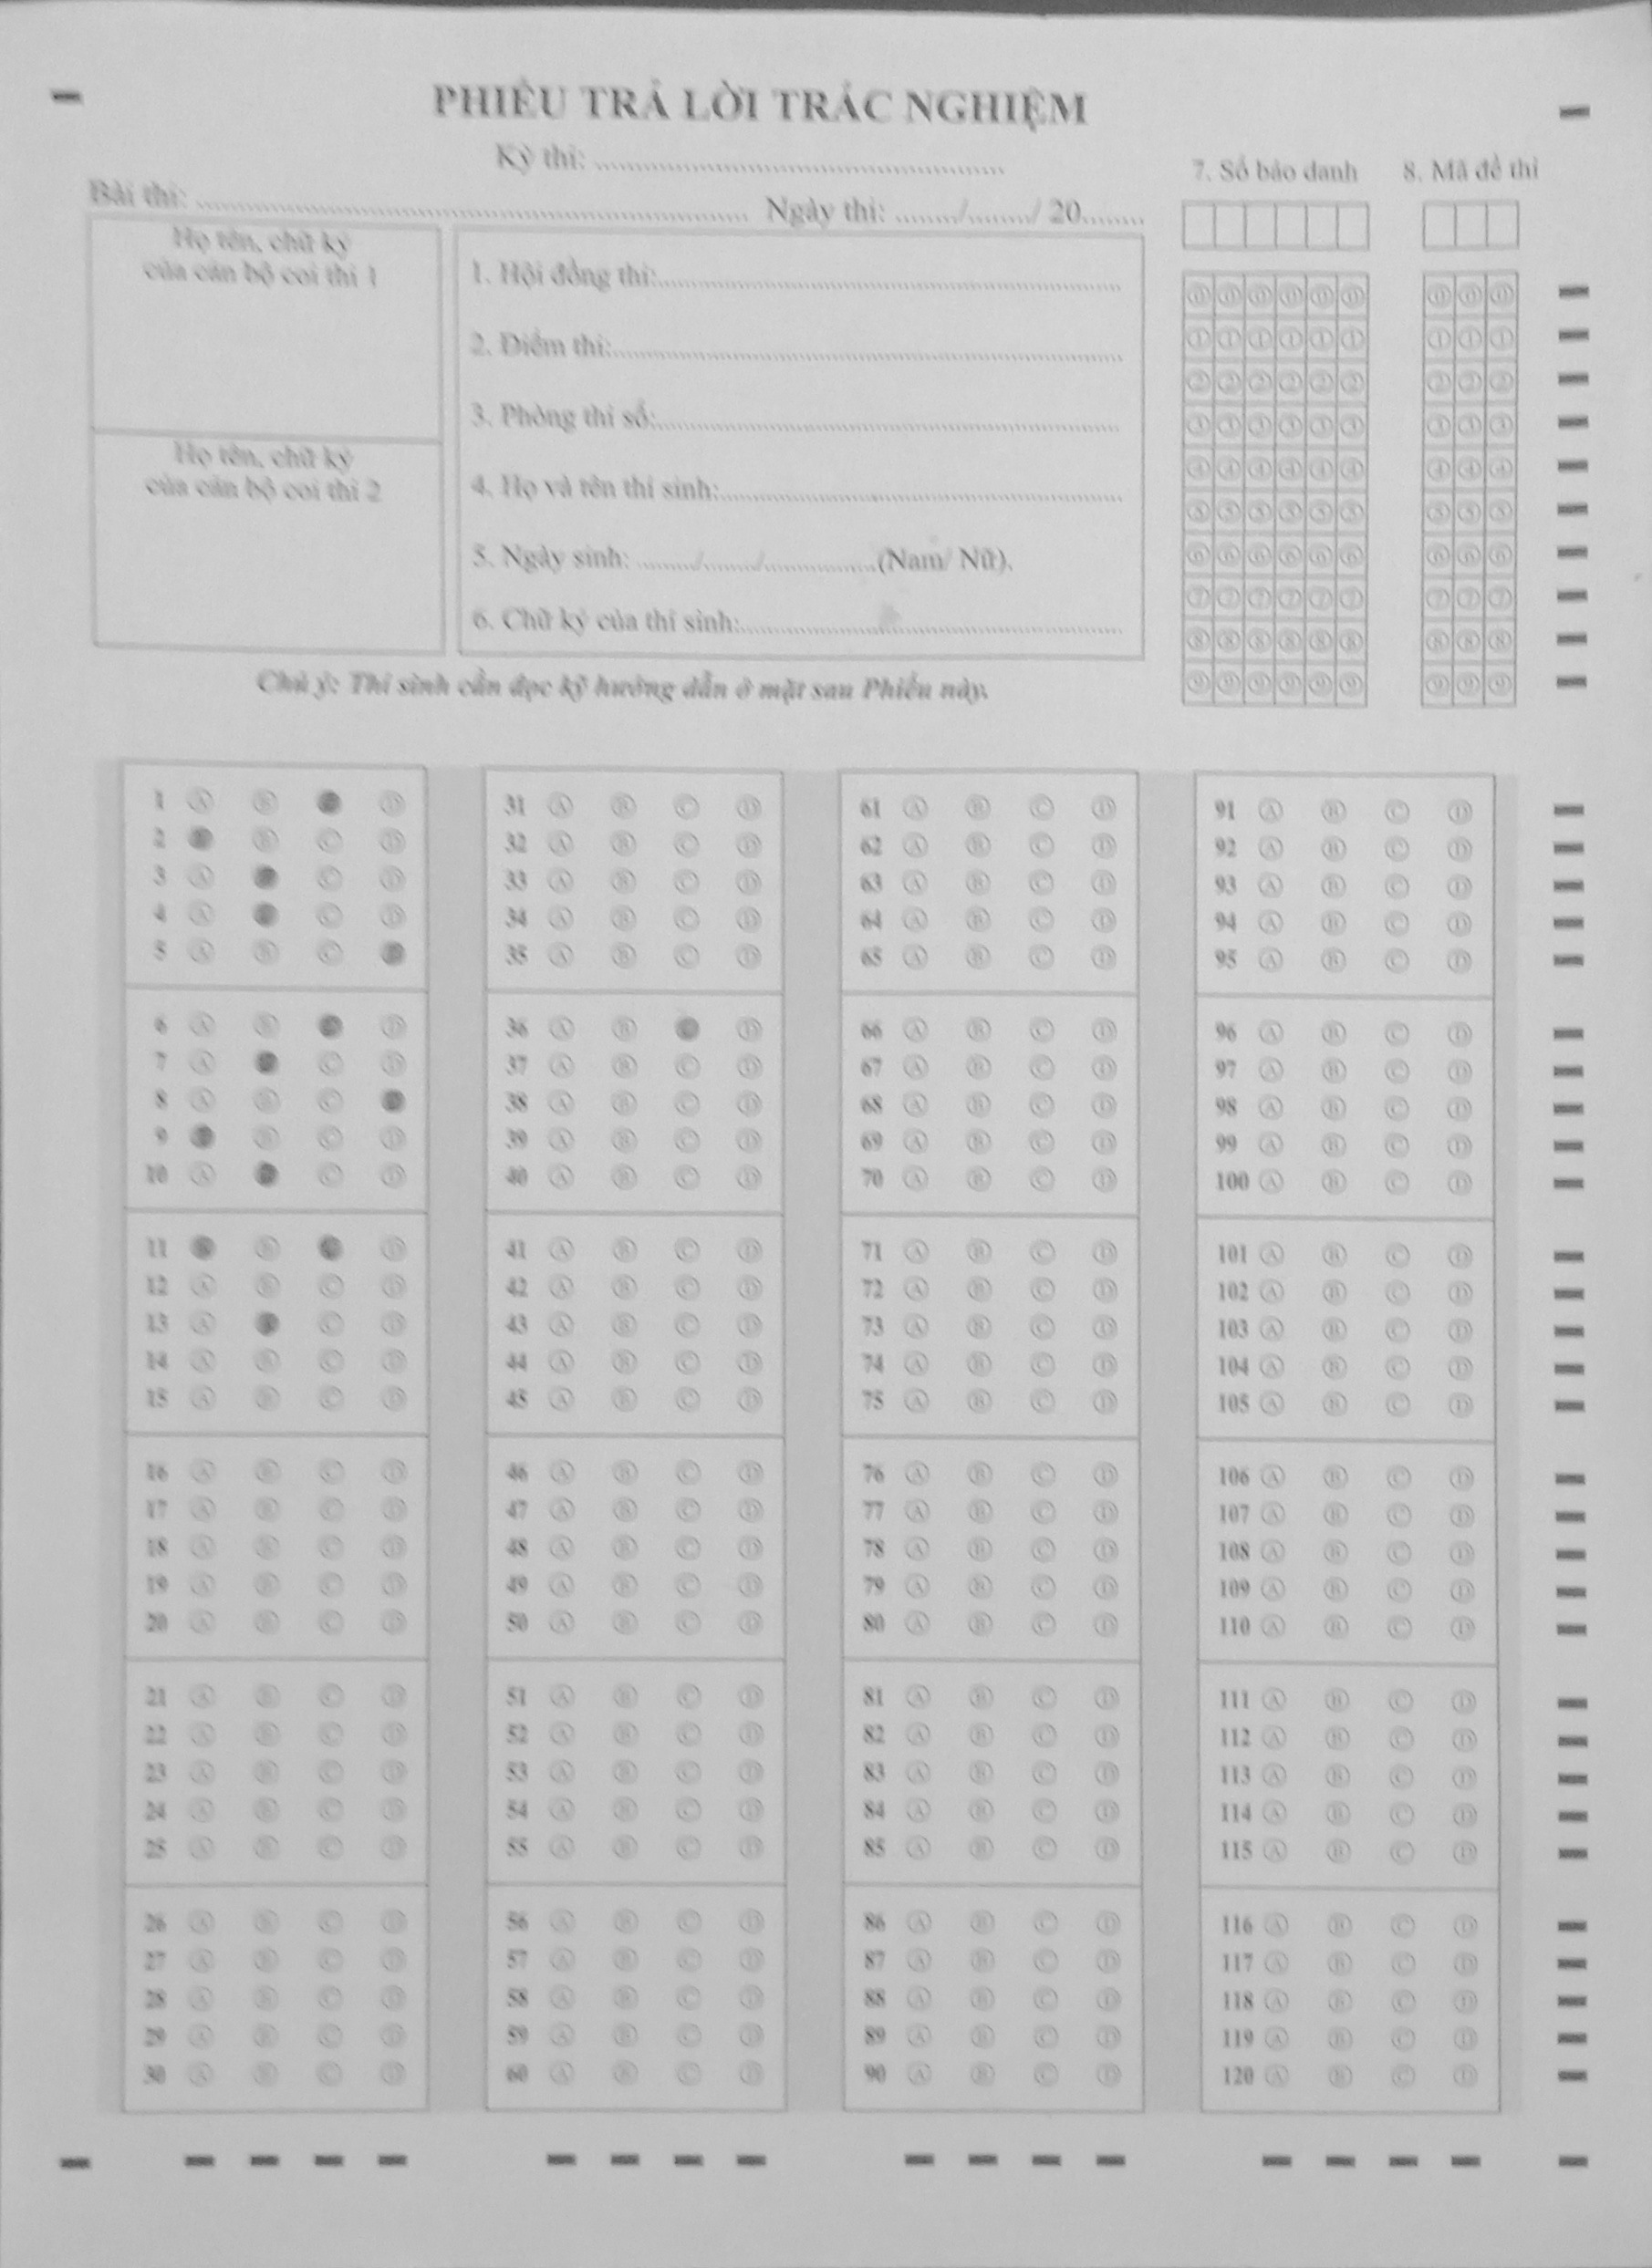 PHIẾU TRẢ LỜI TRẮC NGHIỆM
Kỳ thi: ....................................................
7. Số báo danh 8. Mã đề thi
Bài thi: ...................................................................... Ngày thi: ......../......../ 20........
Họ tên, chữ ký
của cán bộ coi thi 1
Họ tên, chữ ký
của cán bộ coi thi 2
1. Hội đồng thi:..........................................................
2. Điểm thi:................................................................
3. Phòng thi số:..........................................................
4. Họ và tên thí sinh:..................................................
5. Ngày sinh: ......../......../................(Nam/ Nữ).
6. Chữ ký của thí sinh:................................................
0 0 0 0 0 0 0 0 0
1 1 1 1 1 1 1 1 1
2 2 2 2 2 2 2 2 2
3 3 3 3 3 3 3 3 3
4 4 4 4 4 4 4 4 4
5 5 5 5 5 5 5 5 5
6 6 6 6 6 6 6 6 6
7 7 7 7 7 7 7 7 7
8 8 8 8 8 8 8 8 8
9 9 9 9 9 9 9 9 9
Chú ý: Thí sinh cần đọc kỹ hướng dẫn ở mặt sau Phiếu này.
1 A B D
2 B C D
3 A C D
4 A C D
5 A B C
6 A B D
7 A C D
8 A B C
9 B C D
10 A C D
11 B D
12 A B C D
13 A C D
14 A B C D
15 A B C D
16 A B C D
17 A B C D
18 A B C D
19 A B C D
20 A B C D
21 A B C D
22 A B C D
23 A B C D
24 A B C D
25 A B C D
26 A B C D
27 A B C D
28 A B C D
29 A B C D
30 A B C D
31 A B C D
32 A B C D
33 A B C D
34 A B C D
35 A B C D
36 A B D
37 A B C D
38 A B C D
39 A B C D
40 A B C D
41 A B C D
42 A B C D
43 A B C D
44 A B C D
45 A B C D
46 A B C D
47 A B C D
48 A B C D
49 A B C D
50 A B C D
51 A B C D
52 A B C D
53 A B C D
54 A B C D
55 A B C D
56 A B C D
57 A B C D
58 A B C D
59 A B C D
60 A B C D
61 A B C D
62 A B C D
63 A B C D
64 A B C D
65 A B C D
66 A B C D
67 A B C D
68 A B C D
69 A B C D
70 A B C D
71 A B C D
72 A B C D
73 A B C D
74 A B C D
75 A B C D
76 A B C D
77 A B C D
78 A B C D
79 A B C D
80 A B C D
81 A B C D
82 A B C D
83 A B C D
84 A B C D
85 A B C D
86 A B C D
87 A B C D
88 A B C D
89 A B C D
90 A B C D
91 A B C D
92 A B C D
93 A B C D
94 A B C D
95 A B C D
96 A B C D
97 A B C D
98 A B C D
99 A B C D
100 A B C D
101 A B C D
102 A B C D
103 A B C D
104 A B C D
105 A B C D
106 A B C D
107 A B C D
108 A B C D
109 A B C D
110 A B C D
111 A B C D
112 A B C D
113 A B C D
114 A B C D
115 A B C D
116 A B C D
117 A B C D
118 A B C D
119 A B C D
120 A B C D